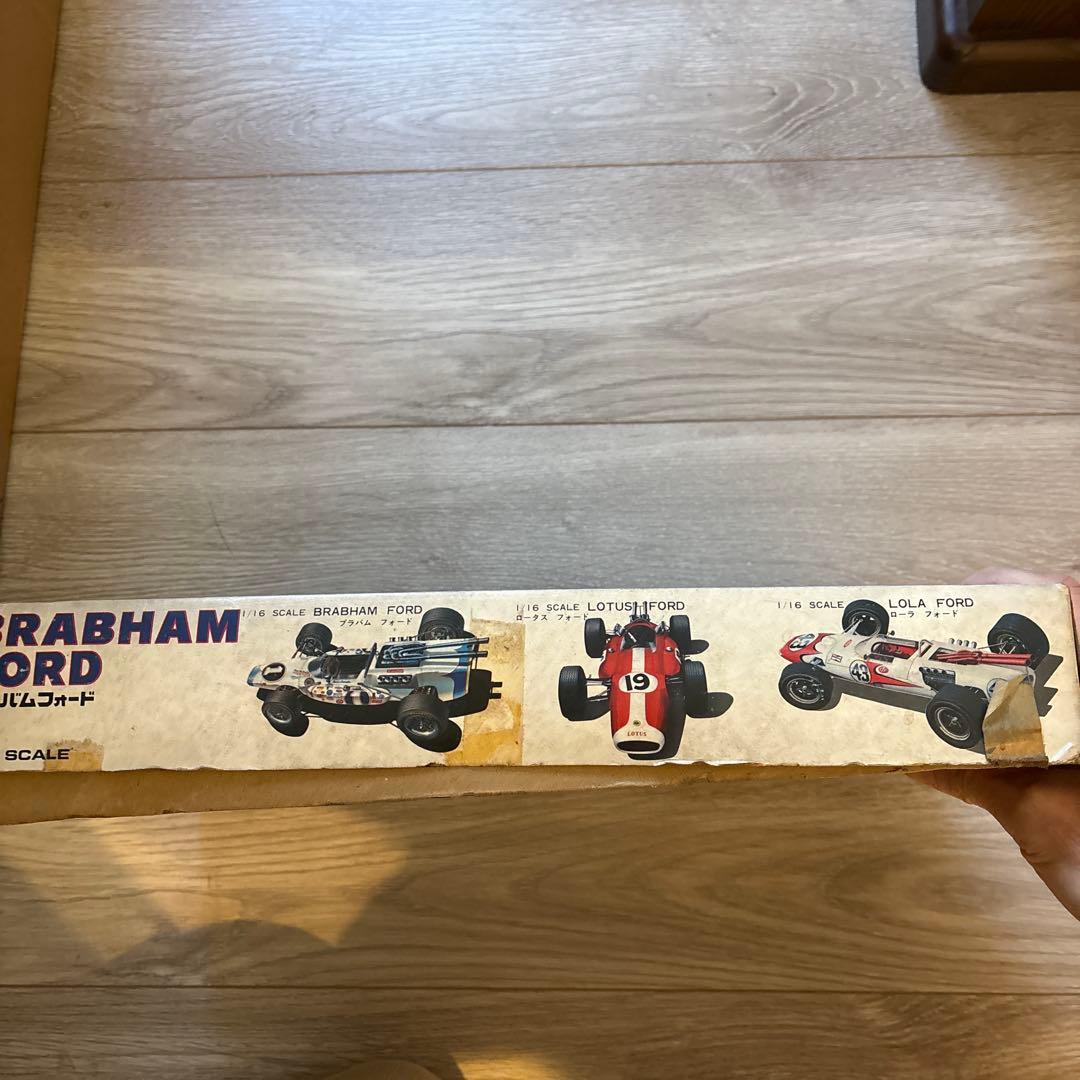 BRABHAM
FORD
バムフォード
SCALE
1/16 SCALE BRABHAM FORD
ブラバム フォード
1/16 SCALE LOTUS FORD
ロータス フォード
19
LOTUS
1/16 SCALE LOLA FORD
ローラ フォード
43